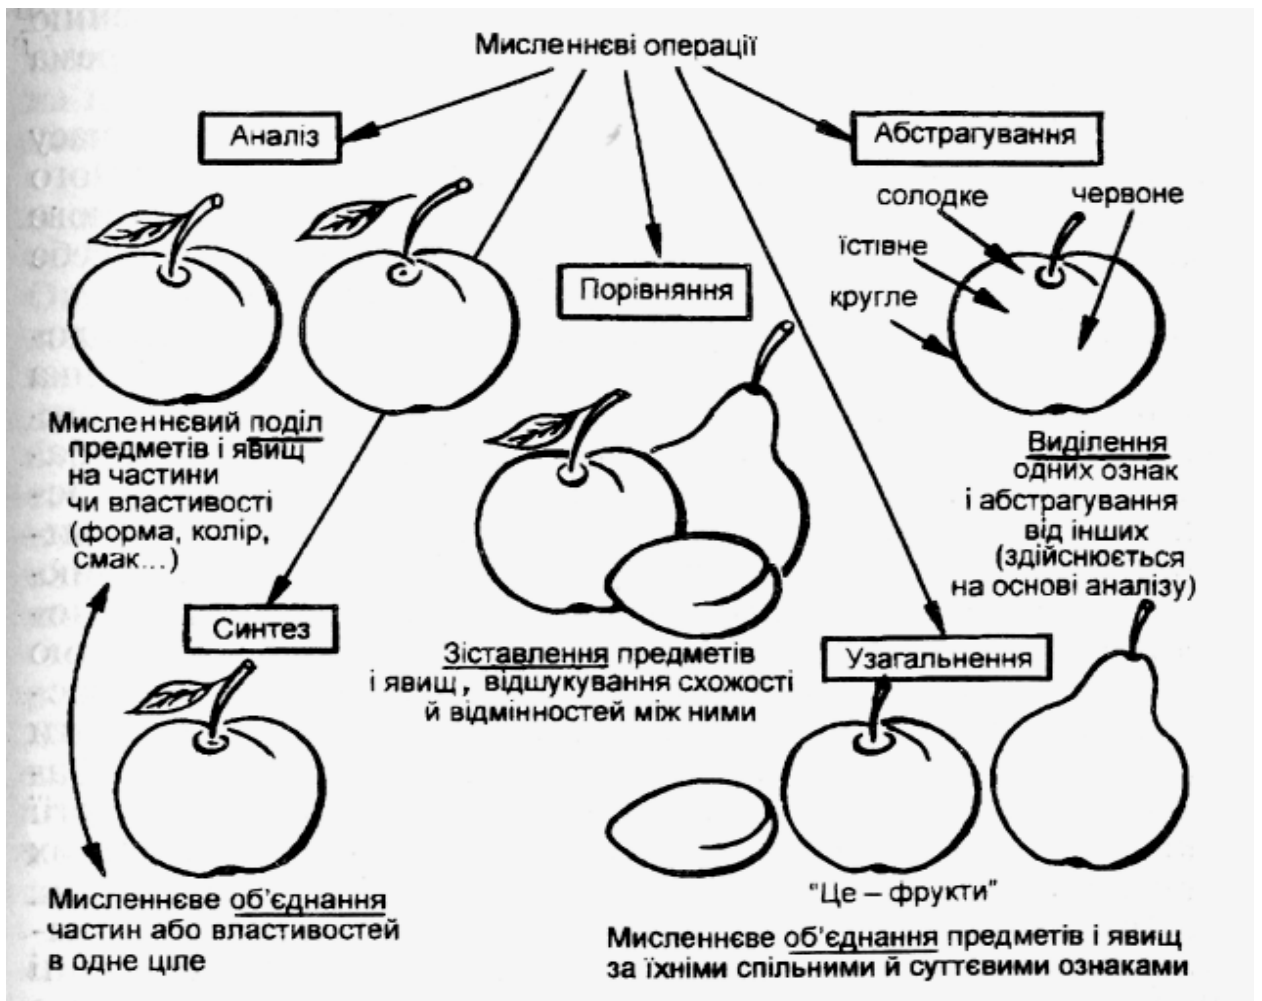 Мисленнєві операції
Аналіз
Мисленнєвий поділ
предметів і явищ
на частини
чи властивості
(форма, колір,
смак...)
Синтез
Мисленнєве об'єднання
частин або властивостей
в одне ціле
Порівняння
Зіставлення предметів
і явищ, відшукування схожості
й відмінностей між ними
Абстрагування
солодке
червоне
їстівне
кругле
Виділення
одних ознак
і абстрагування
від інших
(здійснюється
на основі аналізу)
Узагальнення
"Це – фрукти"
Мисленнєве об'єднання предметів і явищ
за їхніми спільними й суттєвими ознаками